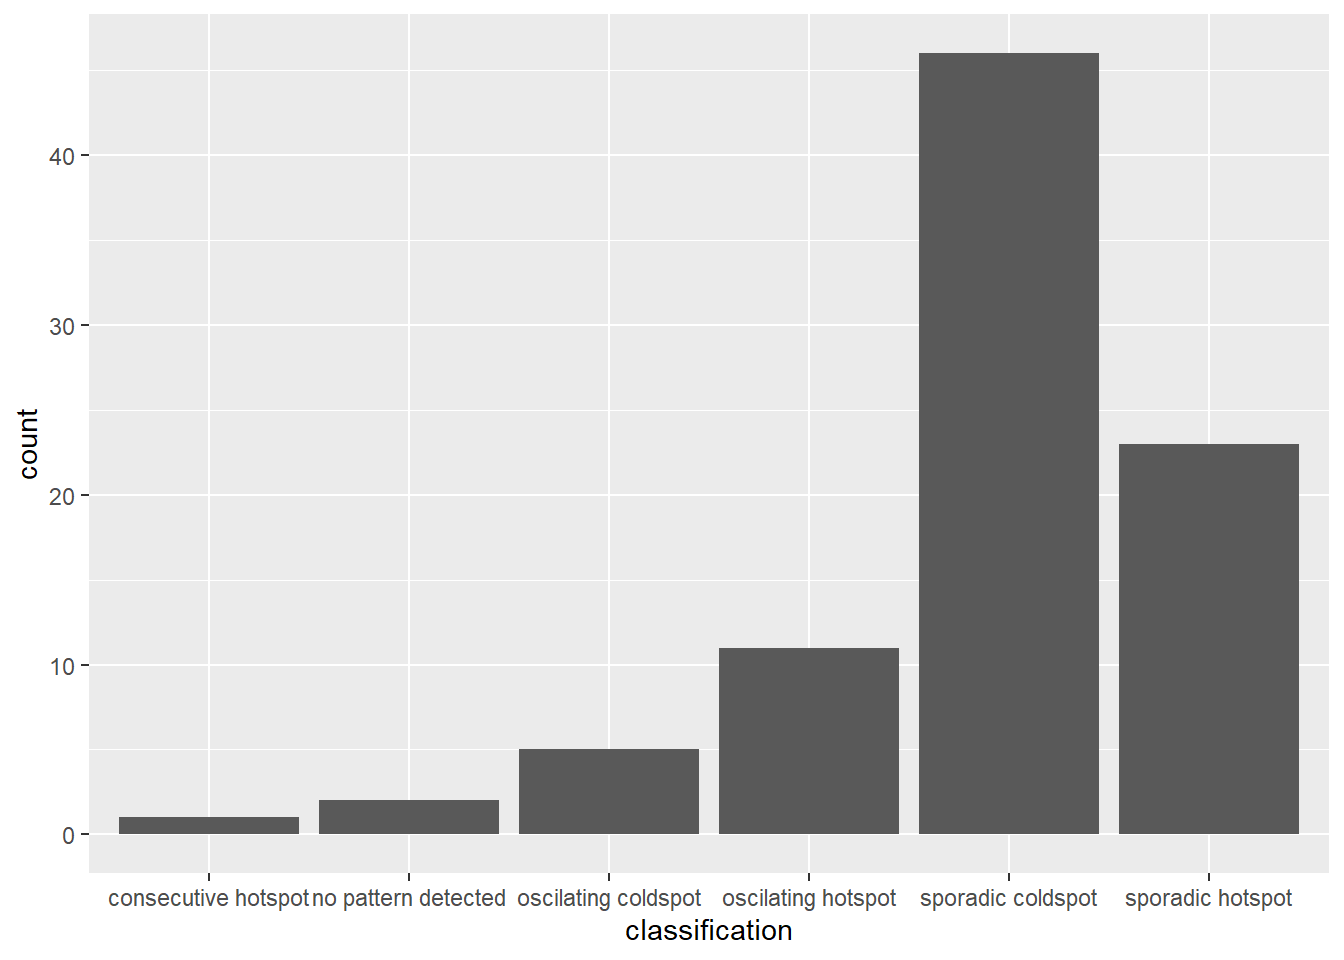 count
40
30
20
10
0
consecutive hotspot no pattern detected oscilating coldspot oscilating hotspot sporadic coldspot sporadic hotspot
classification